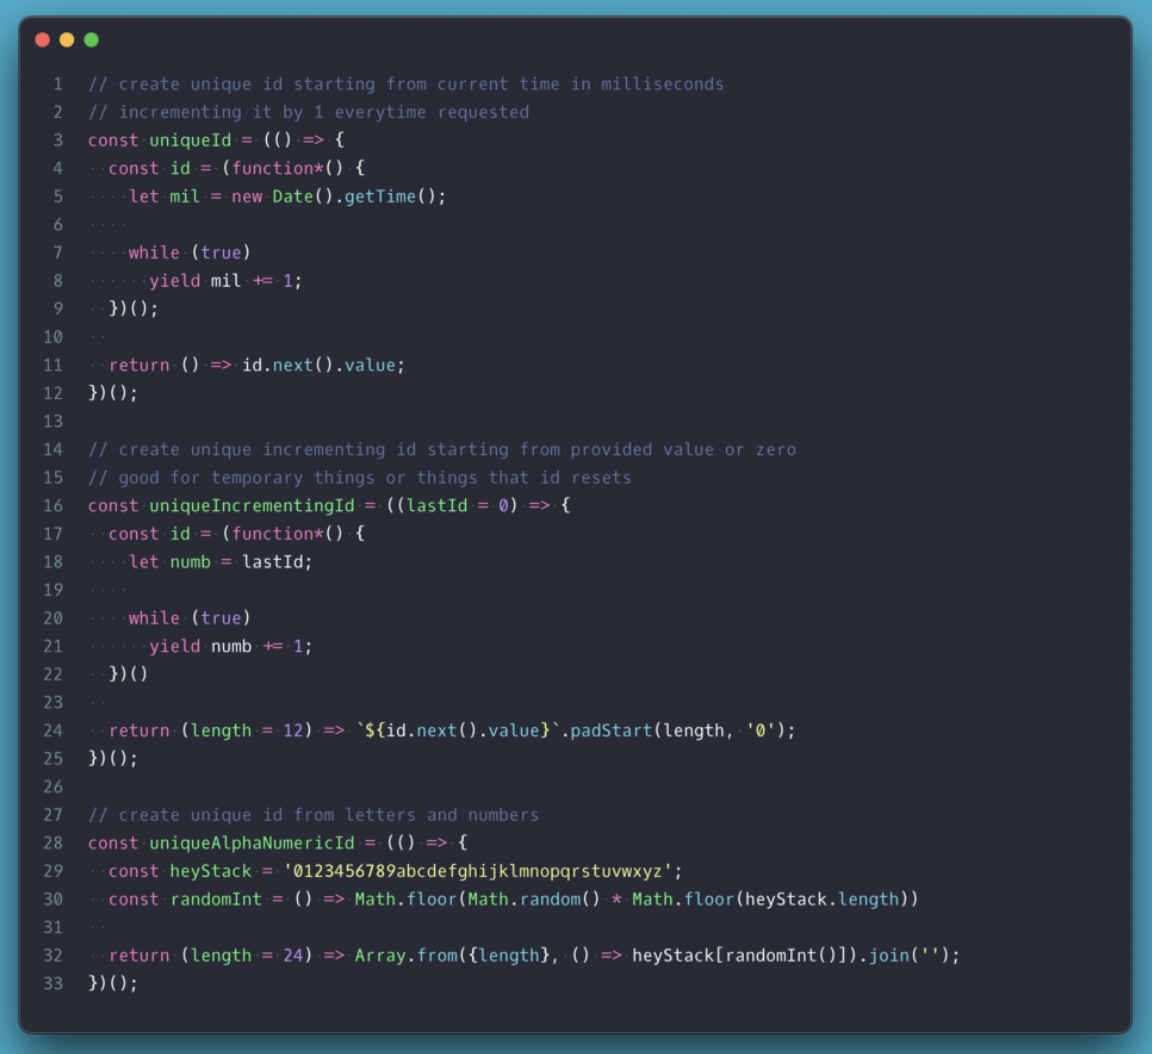 1 // create unique id starting from current time in milliseconds
2 // incrementing it by 1 everytime requested
3 const uniqueId = (() => {
4   const id = (function*() {
5     let mil = new Date().getTime();
6
7     while (true)
8       yield mil += 1;
9   })();
10
11   return () => id.next().value;
12 })();
13
14 // create unique incrementing id starting from provided value or zero
15 // good for temporary things or things that id resets
16 const uniqueIncrementingId = ((lastId = 0) => {
17   const id = (function*() {
18     let numb = lastId;
19
20     while (true)
21       yield numb += 1;
22   })()
23
24   return (length = 12) => `${id.next().value}`.padStart(length, '0');
25 })();
26
27 // create unique id from letters and numbers
28 const uniqueAlphaNumericId = (() => {
29   const heyStack = '0123456789abcdefghijklmnopqrstuvwxyz';
30   const randomInt = () => Math.floor(Math.random() * Math.floor(heyStack.length))
31
32   return (length = 24) => Array.from({length}, () => heyStack[randomInt()]).join('');
33 })();